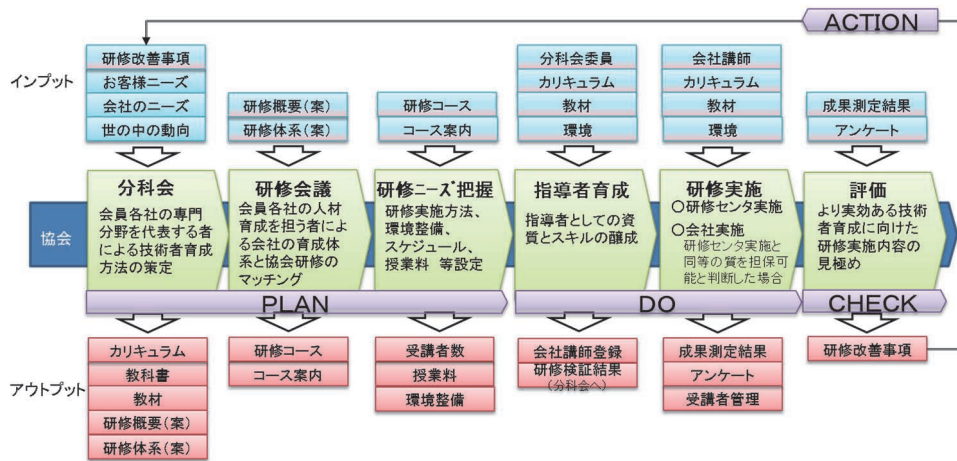 ACTION
インプット
研修改善事項
お客様ニーズ
会社のニーズ
世の中の動向
研修概要(案)
研修体系(案)
研修コース
コース案内
分科会委員
カリキュラム
教材
環境
会社講師
カリキュラム
教材
環境
成果測定結果
アンケート
協会
分科会
会員各社の専門
分野を代表する者
による技術者育成
方法の策定
研修会議
会員各社の人材
育成を担う者によ
る会社の育成体
系と協会研修の
マッチング
研修ニーズ把握
研修実施方法、
環境整備、
スケジュール、
授業料 等設定
指導者育成
指導者としての資
質とスキルの醸成
研修実施
○研修センタ実施
○会社実施
研修センタ実施と
同等の質を担保可
能と判断した場合
評価
より実効ある技術
者育成に向けた
研修実施内容の
見極め
PLAN
DO
CHECK
アウトプット
カリキュラム
教科書
教材
研修概要(案)
研修体系(案)
研修コース
コース案内
受講者数
授業料
環境整備
会社講師登録
研修検証結果
(分科会へ)
成果測定結果
アンケート
受講者管理
研修改善事項